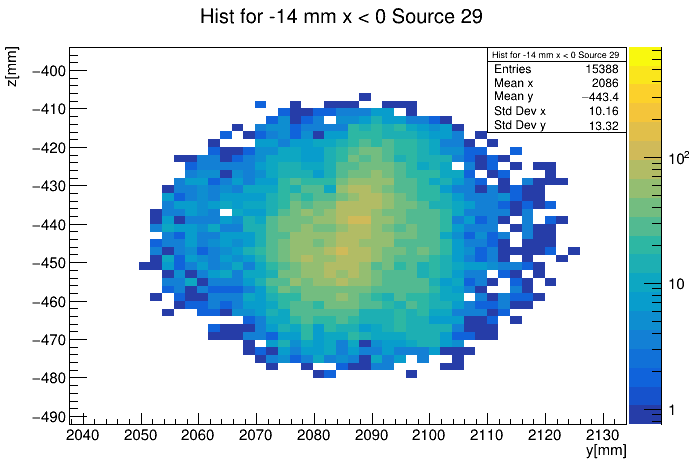 Hist for -14 mm x < 0 Source 29
z[mm]
Hist for -14 mm x < 0 Source 29
Entries 15388
Mean x 2086
Mean y −443.4
Std Dev x 10.16
Std Dev y 13.32
−400
−410
−420
−430
−440
−450
−460
−470
−480
−490
2040 2050 2060 2070 2080 2090 2100 2110 2120 2130
y[mm]
10²
10
1